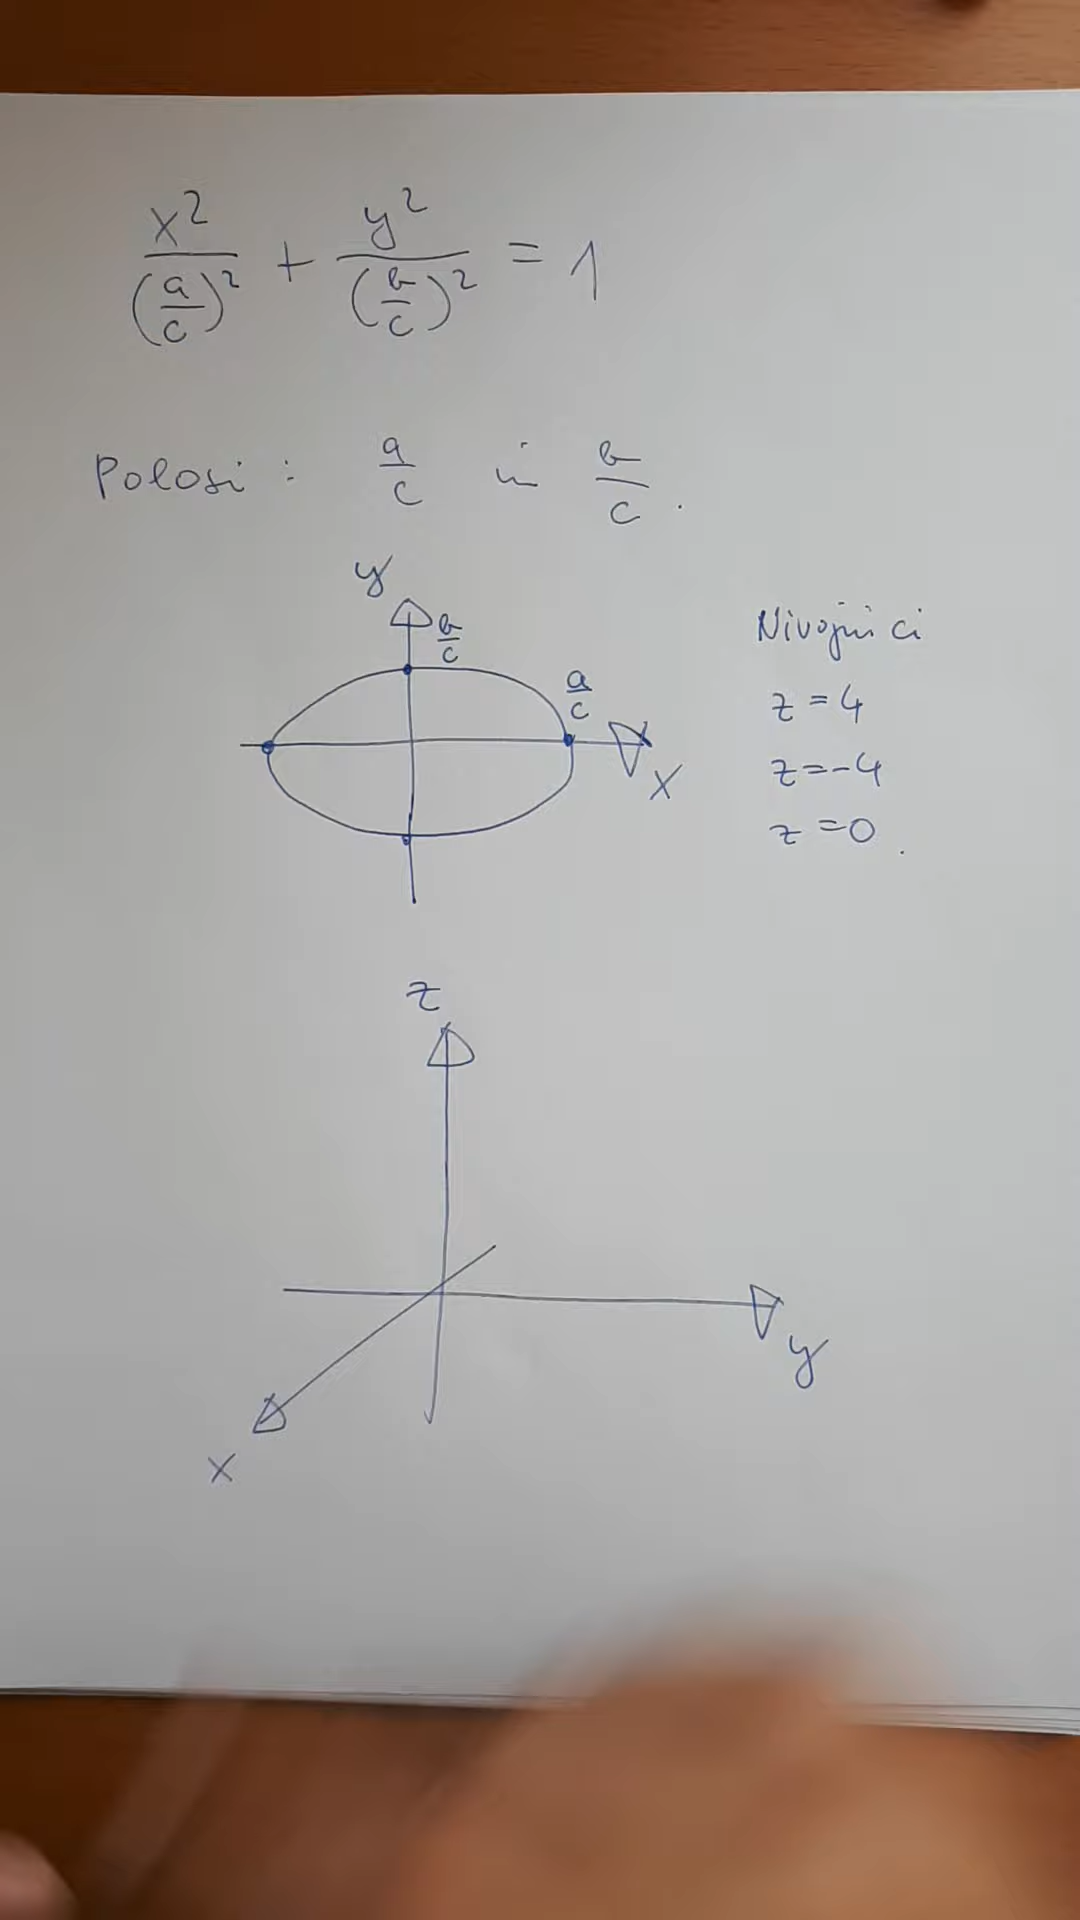 x² / (a/c)² + y² / (b/c)² = 1
Polosi : a/c in b/c .
y
b/c
a/c
x
Nivojnici
z = 4
z = -4
z = 0 .
z
y
x